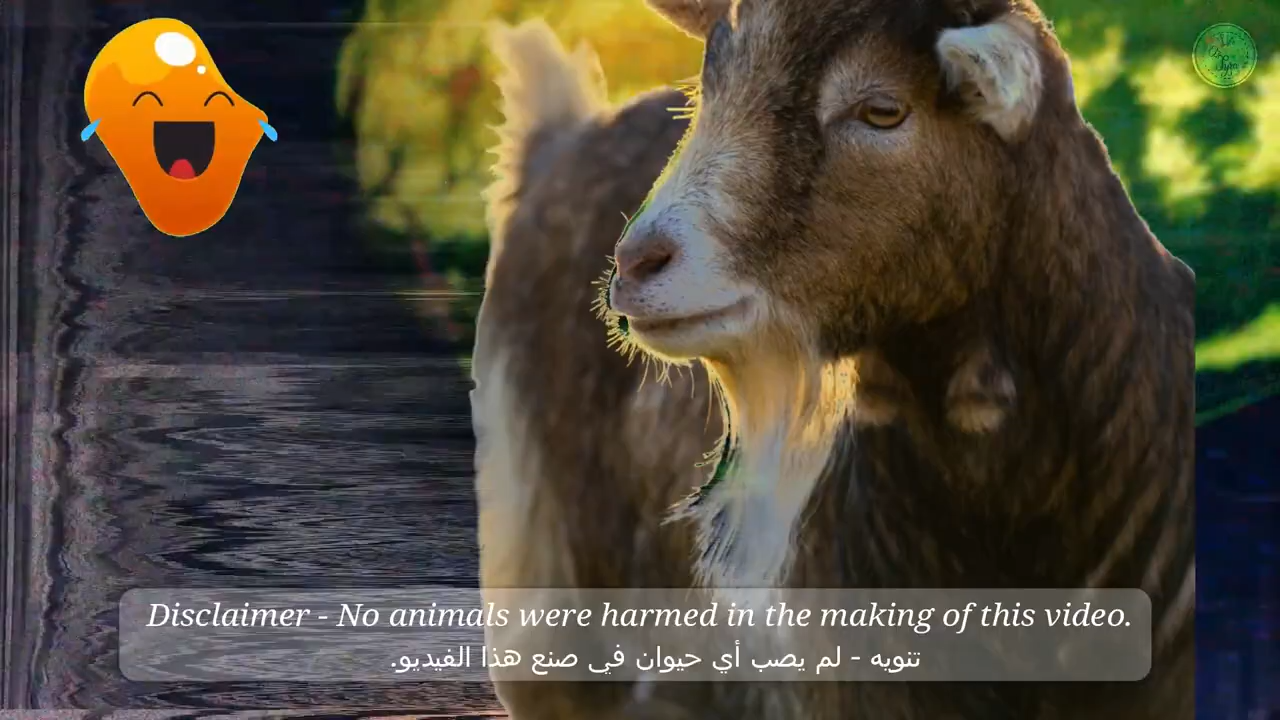 Disclaimer - No animals were harmed in the making of this video.
تنويه - لم يصب أي حيوان في صنع هذا الفيديو.